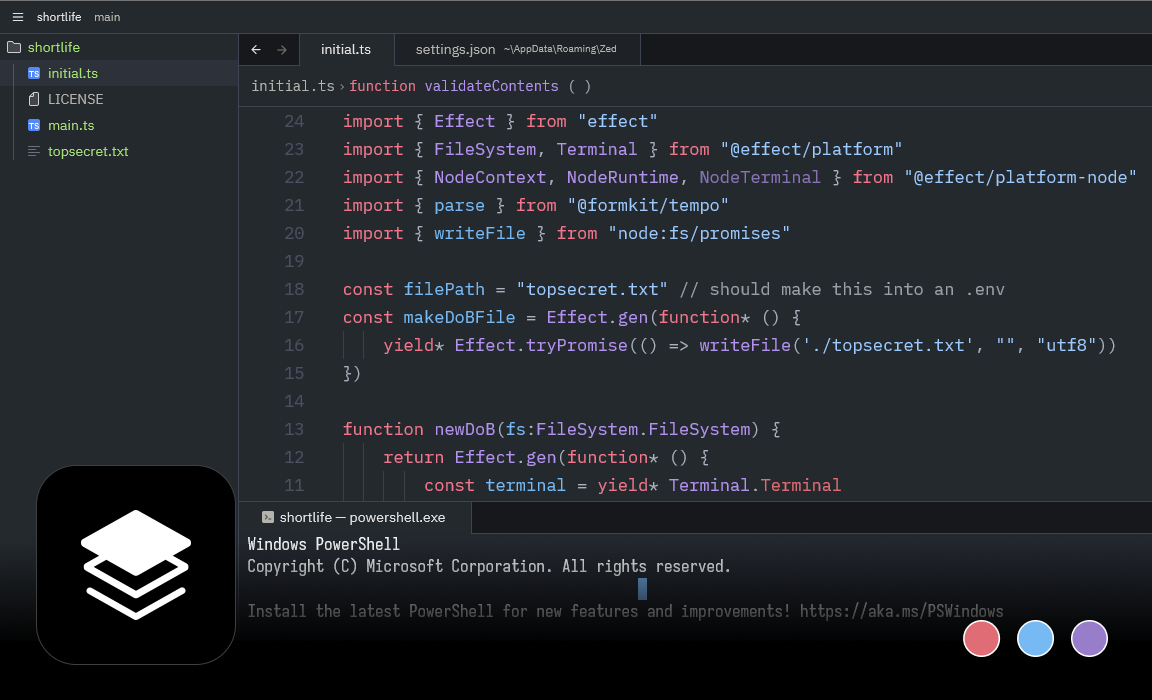 shortlife main
shortlife
initial.ts
LICENSE
main.ts
topsecret.txt
initial.ts settings.json ~\AppData\Roaming\Zed
initial.ts › function validateContents ( )
24 import { Effect } from "effect"
23 import { FileSystem, Terminal } from "@effect/platform"
22 import { NodeContext, NodeRuntime, NodeTerminal } from "@effect/platform-node"
21 import { parse } from "@formkit/tempo"
20 import { writeFile } from "node:fs/promises"
19
18 const filePath = "topsecret.txt" // should make this into an .env
17 const makeDoBFile = Effect.gen(function* () {
16 yield* Effect.tryPromise(() => writeFile('./topsecret.txt', "", "utf8"))
15 })
14
13 function newDoB(fs:FileSystem.FileSystem) {
12 return Effect.gen(function* () {
11 const terminal = yield* Terminal.Terminal
shortlife — powershell.exe
Windows PowerShell
Copyright (C) Microsoft Corporation. All rights reserved.
Install the latest PowerShell for new features and improvements! https://aka.ms/PSWindows